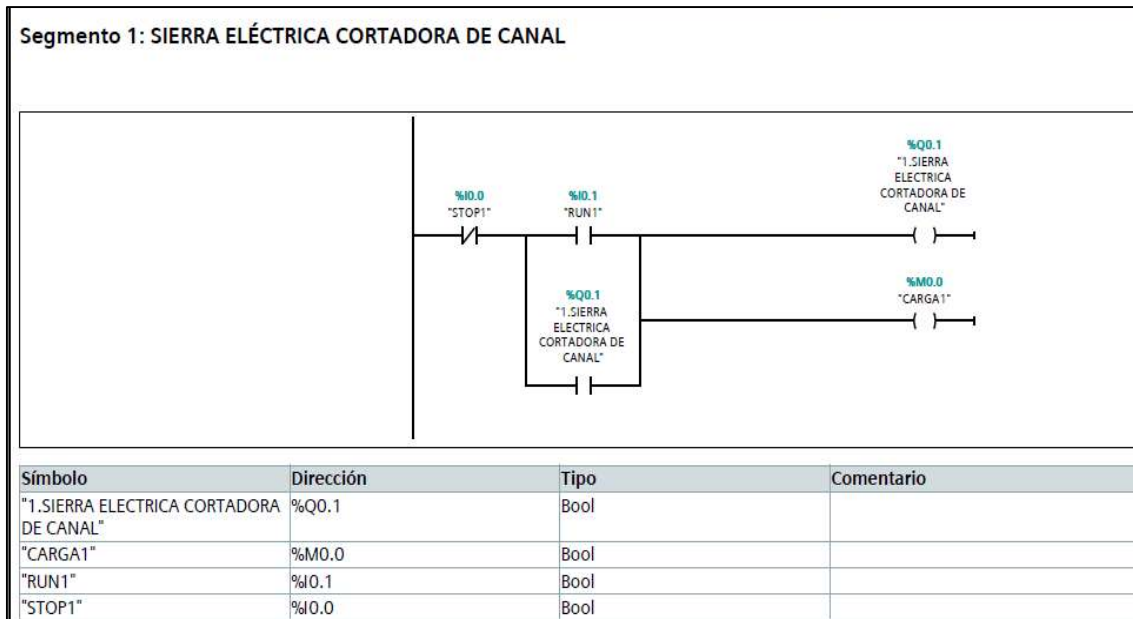 Segmento 1: SIERRA ELÉCTRICA CORTADORA DE CANAL
%Q0.1
"1.SIERRA
ELECTRICA
CORTADORA DE
CANAL"
%I0.0
"STOP1"
%I0.1
"RUN1"
%M0.0
"CARGA1"
%Q0.1
"1.SIERRA
ELECTRICA
CORTADORA DE
CANAL"
Símbolo Dirección Tipo Comentario
"1.SIERRA ELECTRICA CORTADORA %Q0.1 Bool
DE CANAL"
"CARGA1" %M0.0 Bool
"RUN1" %I0.1 Bool
"STOP1" %I0.0 Bool